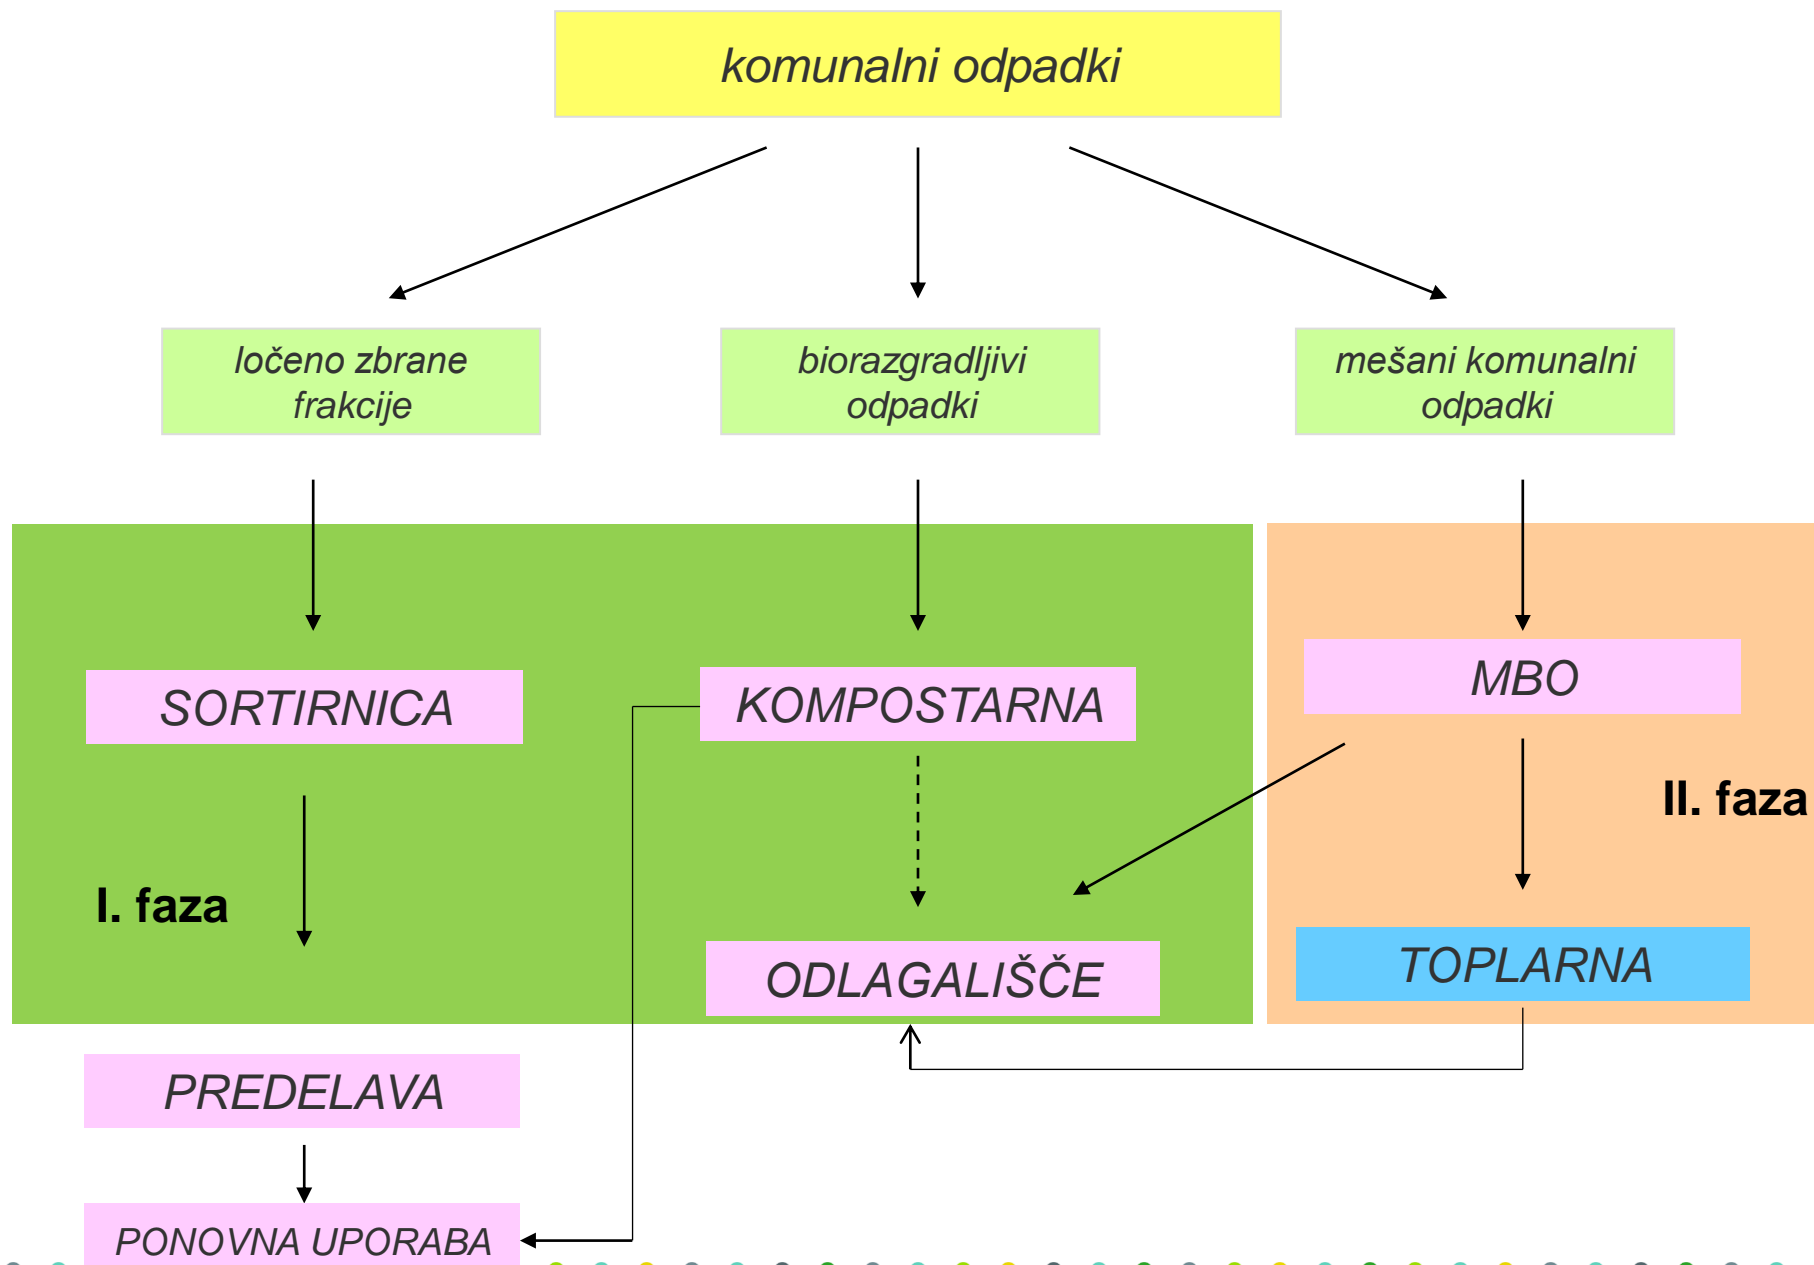 komunalni odpadki
ločeno zbrane
frakcije
biorazgradljivi
odpadki
mešani komunalni
odpadki
SORTIRNICA
KOMPOSTARNA
MBO
II. faza
I. faza
ODLAGALIŠČE
TOPLARNA
PREDELAVA
PONOVNA UPORABA